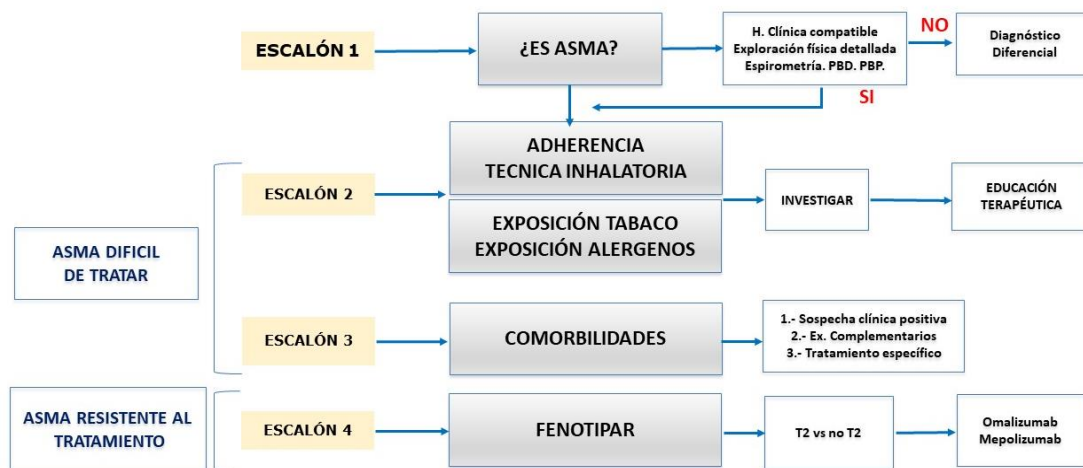 ESCALÓN 1
¿ES ASMA?
H. Clínica compatible
Exploración física detallada
Espirometría. PBD. PBP.
NO
Diagnóstico
Diferencial
SI
ASMA DIFICIL
DE TRATAR
ESCALÓN 2
ADHERENCIA
TECNICA INHALATORIA
EXPOSICIÓN TABACO
EXPOSICIÓN ALERGENOS
INVESTIGAR
EDUCACIÓN
TERAPÉUTICA
ESCALÓN 3
COMORBILIDADES
1.- Sospecha clínica positiva
2.- Ex. Complementarios
3.- Tratamiento específico
ASMA RESISTENTE AL
TRATAMIENTO
ESCALÓN 4
FENOTIPAR
T2 vs no T2
Omalizumab
Mepolizumab